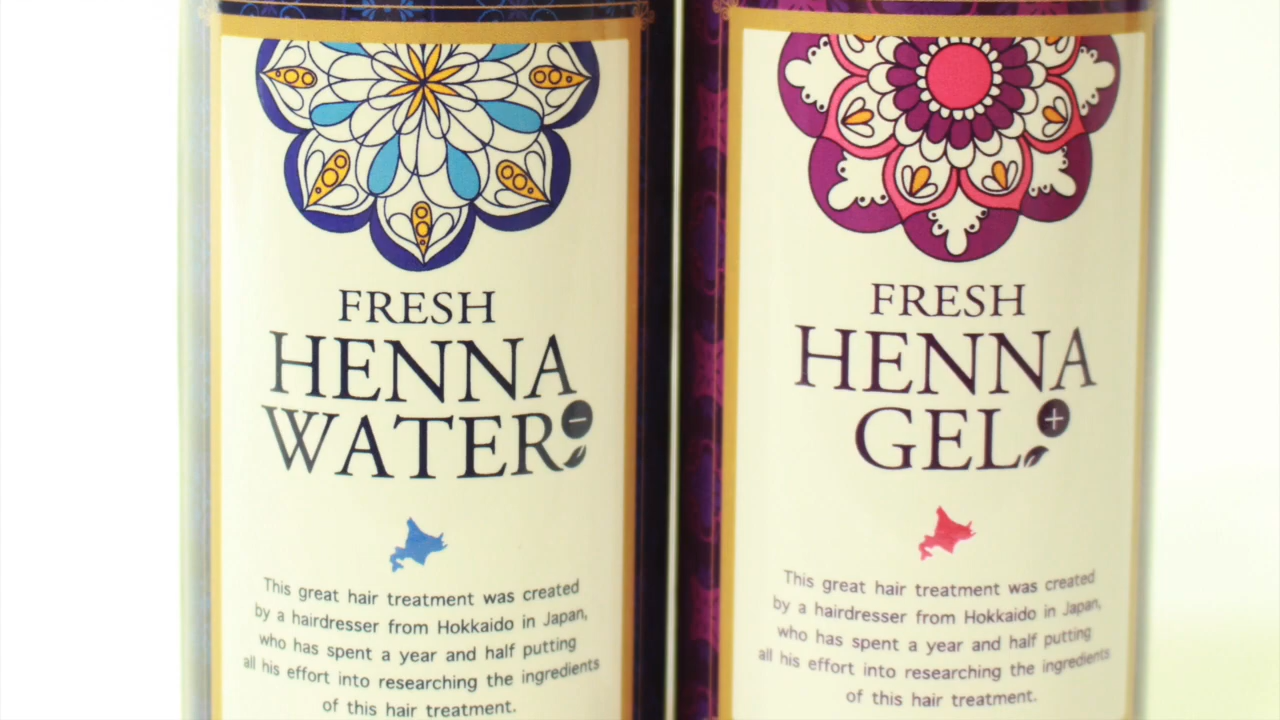 FRESH
HENNA
WATER −
This great hair treatment was created
by a hairdresser from Hokkaido in Japan,
who has spent a year and half putting
all his effort into researching the ingredients
of this hair treatment.
FRESH
HENNA
GEL +
This great hair treatment was created
by a hairdresser from Hokkaido in Japan,
who has spent a year and half putting
all his effort into researching the ingredients
of this hair treatment.